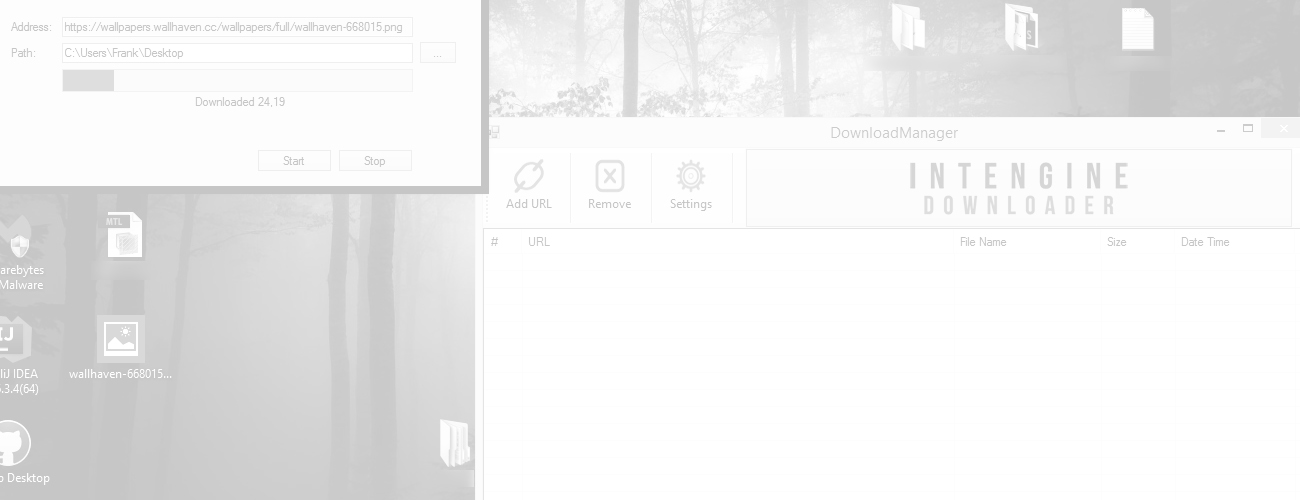 Address: https://wallpapers.wallhaven.cc/wallpapers/full/wallhaven-668015.png
Path: C:\Users\Frank\Desktop ...
Downloaded 24,19
Start Stop
DownloadManager
Add URL Remove Settings
INTENGINE
DOWNLOADER
# URL File Name Size Date Time
MTL
arebytes
Malware
IJ
liJ IDEA
.3.4(64)
wallhaven-668015...
Desktop
S